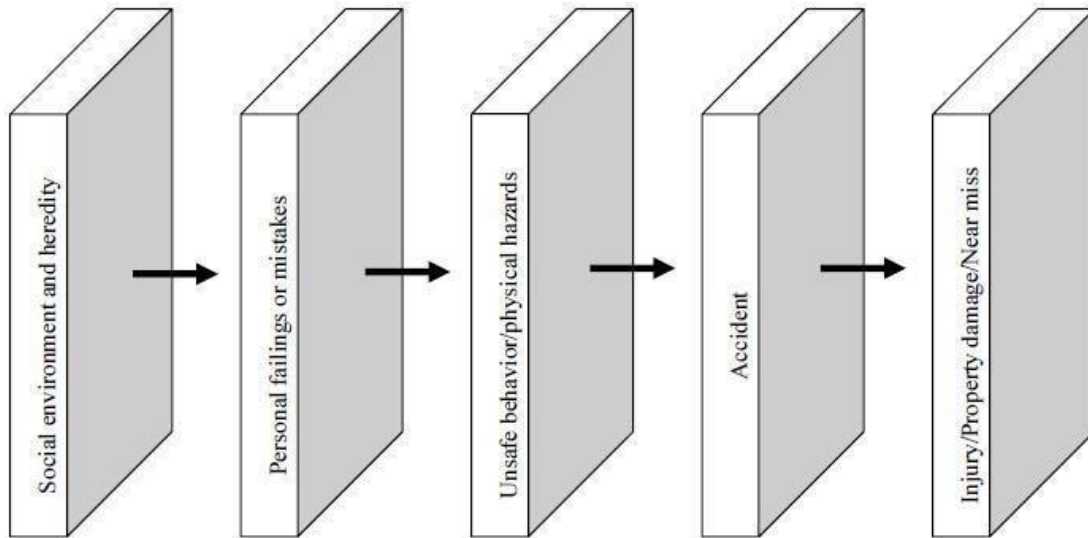 Social environment and heredity
Personal failings or mistakes
Unsafe behavior/physical hazards
Accident
Injury/Property damage/Near miss